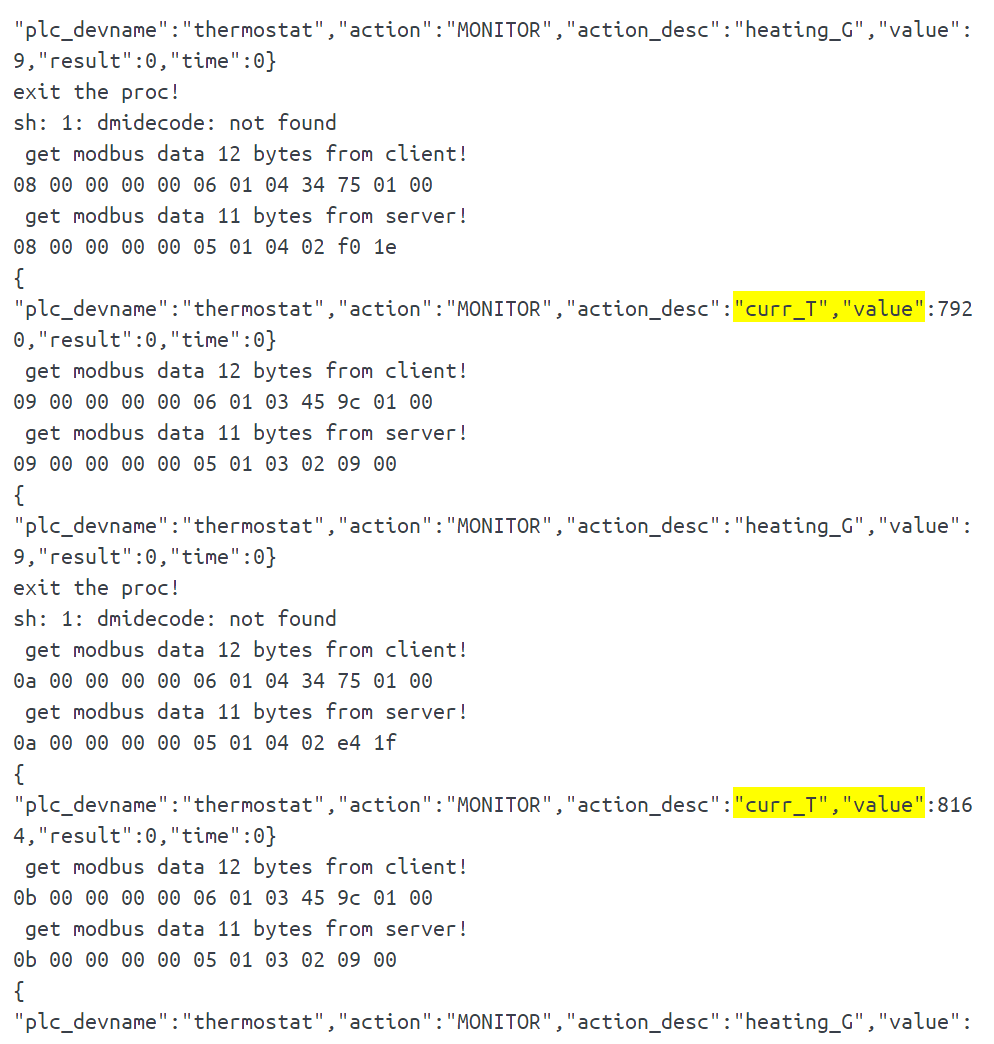 "plc_devname":"thermostat","action":"MONITOR","action_desc":"heating_G","value":
9,"result":0,"time":0}
exit the proc!
sh: 1: dmidecode: not found
get modbus data 12 bytes from client!
08 00 00 00 00 06 01 04 34 75 01 00
get modbus data 11 bytes from server!
08 00 00 00 00 05 01 04 02 f0 1e
{
"plc_devname":"thermostat","action":"MONITOR","action_desc":"curr_T","value":792
0,"result":0,"time":0}
get modbus data 12 bytes from client!
09 00 00 00 00 06 01 03 45 9c 01 00
get modbus data 11 bytes from server!
09 00 00 00 00 05 01 03 02 09 00
{
"plc_devname":"thermostat","action":"MONITOR","action_desc":"heating_G","value":
9,"result":0,"time":0}
exit the proc!
sh: 1: dmidecode: not found
get modbus data 12 bytes from client!
0a 00 00 00 00 06 01 04 34 75 01 00
get modbus data 11 bytes from server!
0a 00 00 00 00 05 01 04 02 e4 1f
{
"plc_devname":"thermostat","action":"MONITOR","action_desc":"curr_T","value":816
4,"result":0,"time":0}
get modbus data 12 bytes from client!
0b 00 00 00 00 06 01 03 45 9c 01 00
get modbus data 11 bytes from server!
0b 00 00 00 00 05 01 03 02 09 00
{
"plc_devname":"thermostat","action":"MONITOR","action_desc":"heating_G","value":